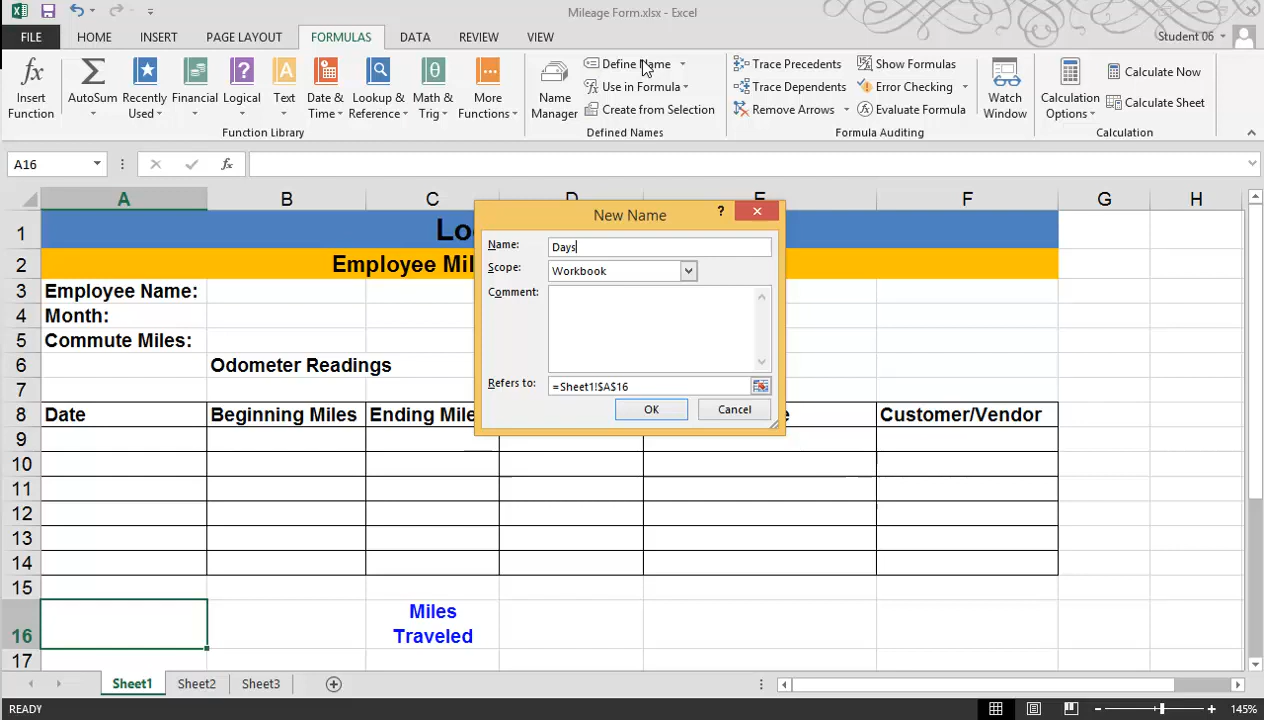 Mileage Form.xlsx - Excel
FILE HOME INSERT PAGE LAYOUT FORMULAS DATA REVIEW VIEW Student 06
fx Insert Function
Σ AutoSum
Recently Used
Financial
Logical
A Text
Date & Time
Lookup & Reference
θ Math & Trig
More Functions
Function Library
Name Manager
Define Name
Use in Formula
Create from Selection
Defined Names
Trace Precedents
Trace Dependents
Remove Arrows
Show Formulas
Error Checking
Evaluate Formula
Formula Auditing
Watch Window
Calculation Options
Calculate Now
Calculate Sheet
Calculation
A16 fx
A B C D E F G H
1 Lo
2 Employee Mil
3 Employee Name:
4 Month:
5 Commute Miles:
6 Odometer Readings
7
8 Date Beginning Miles Ending Mile e Customer/Vendor
9
10
11
12
13
14
15
16 Miles Traveled
17
New Name ?
Name: Days
Scope: Workbook
Comment:
Refers to: =Sheet1!$A$16
OK Cancel
Sheet1 Sheet2 Sheet3
READY 145%